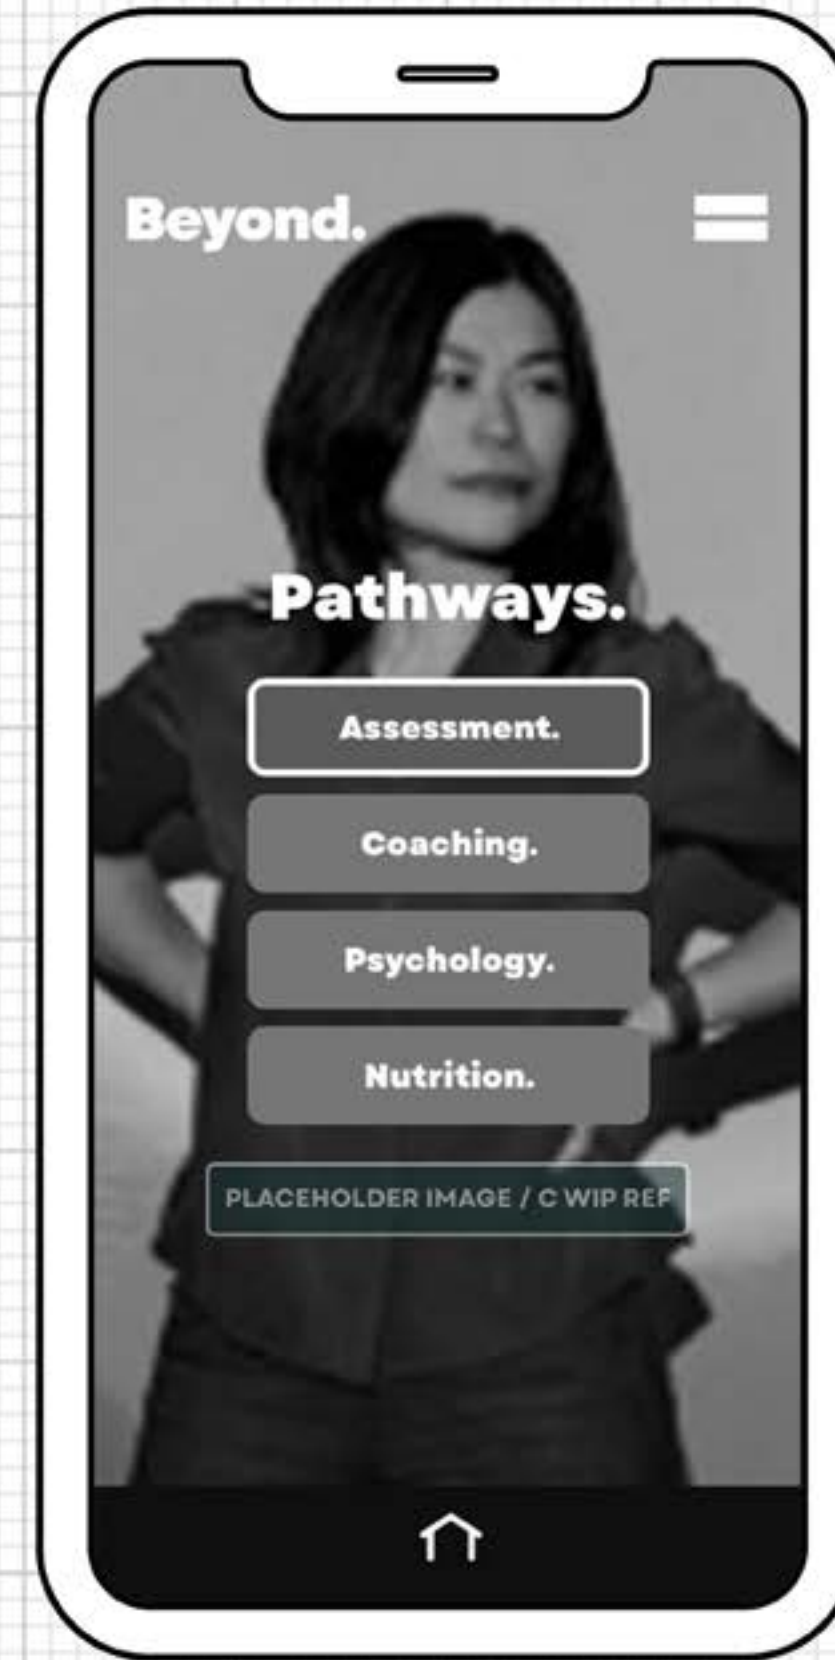 Beyond.
Pathways.
Assessment.
Coaching.
Psychology.
Nutrition.
PLACEHOLDER IMAGE / C WIP REF